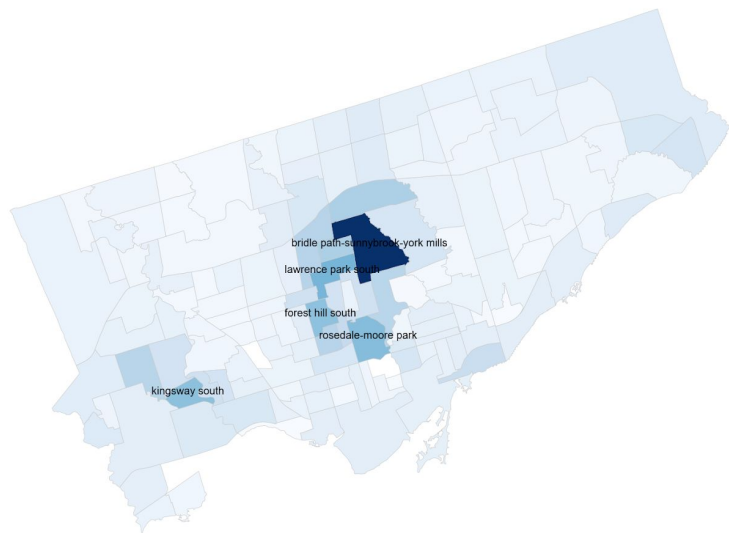 bridle path-sunnybrook-york mills
lawrence park south
forest hill south
rosedale-moore park
kingsway south